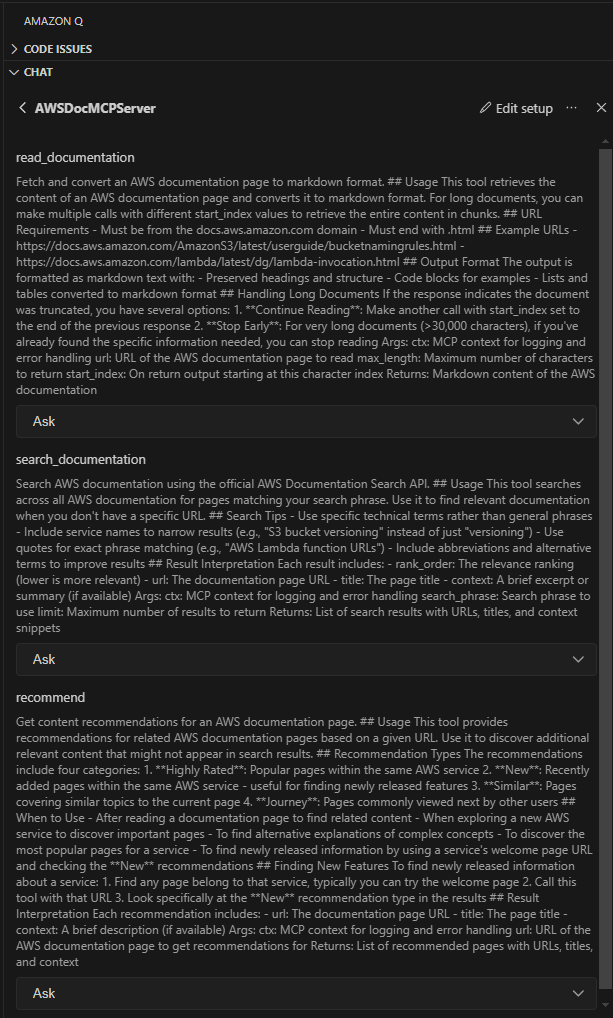 AMAZON Q
CODE ISSUES
CHAT
AWSDocMCPServer
Edit setup
read_documentation
Fetch and convert an AWS documentation page to markdown format. ## Usage This tool retrieves the
content of an AWS documentation page and converts it to markdown format. For long documents, you can
make multiple calls with different start_index values to retrieve the entire content in chunks. ## URL
Requirements - Must be from the docs.aws.amazon.com domain - Must end with .html ## Example URLs -
https://docs.aws.amazon.com/AmazonS3/latest/userguide/bucketnamingrules.html -
https://docs.aws.amazon.com/lambda/latest/dg/lambda-invocation.html ## Output Format The output is
formatted as markdown text with: - Preserved headings and structure - Code blocks for examples - Lists and
tables converted to markdown format ## Handling Long Documents If the response indicates the document
was truncated, you have several options: 1. **Continue Reading**: Make another call with start_index set to
the end of the previous response 2. **Stop Early**: For very long documents (>30,000 characters), if you've
already found the specific information needed, you can stop reading Args: ctx: MCP context for logging and
error handling url: URL of the AWS documentation page to read max_length: Maximum number of characters
to return start_index: On return output starting at this character index Returns: Markdown content of the AWS
documentation
Ask
search_documentation
Search AWS documentation using the official AWS Documentation Search API. ## Usage This tool searches
across all AWS documentation for pages matching your search phrase. Use it to find relevant documentation
when you don't have a specific URL. ## Search Tips - Use specific technical terms rather than general phrases
- Include service names to narrow results (e.g., "S3 bucket versioning" instead of just "versioning") - Use
quotes for exact phrase matching (e.g., "AWS Lambda function URLs") - Include abbreviations and alternative
terms to improve results ## Result Interpretation Each result includes: - rank_order: The relevance ranking
(lower is more relevant) - url: The documentation page URL - title: The page title - context: A brief excerpt or
summary (if available) Args: ctx: MCP context for logging and error handling search_phrase: Search phrase to
use limit: Maximum number of results to return Returns: List of search results with URLs, titles, and context
snippets
Ask
recommend
Get content recommendations for an AWS documentation page. ## Usage This tool provides
recommendations for related AWS documentation pages based on a given URL. Use it to discover additional
relevant content that might not appear in search results. ## Recommendation Types The recommendations
include four categories: 1. **Highly Rated**: Popular pages within the same AWS service 2. **New**: Recently
added pages within the same AWS service - useful for finding newly released features 3. **Similar**: Pages
covering similar topics to the current page 4. **Journey**: Pages commonly viewed next by other users ##
When to Use - After reading a documentation page to find related content - When exploring a new AWS
service to discover important pages - To find alternative explanations of complex concepts - To discover the
most popular pages for a service - To find newly released information by using a service's welcome page URL
and checking the **New** recommendations ## Finding New Features To find newly released information
about a service: 1. Find any page belong to that service, typically you can try the welcome page 2. Call this
tool with that URL 3. Look specifically at the **New** recommendation type in the results ## Result
Interpretation Each recommendation includes: - url: The documentation page URL - title: The page title -
context: A brief description (if available) Args: ctx: MCP context for logging and error handling url: URL of the
AWS documentation page to get recommendations for Returns: List of recommended pages with URLs, titles,
and context
Ask